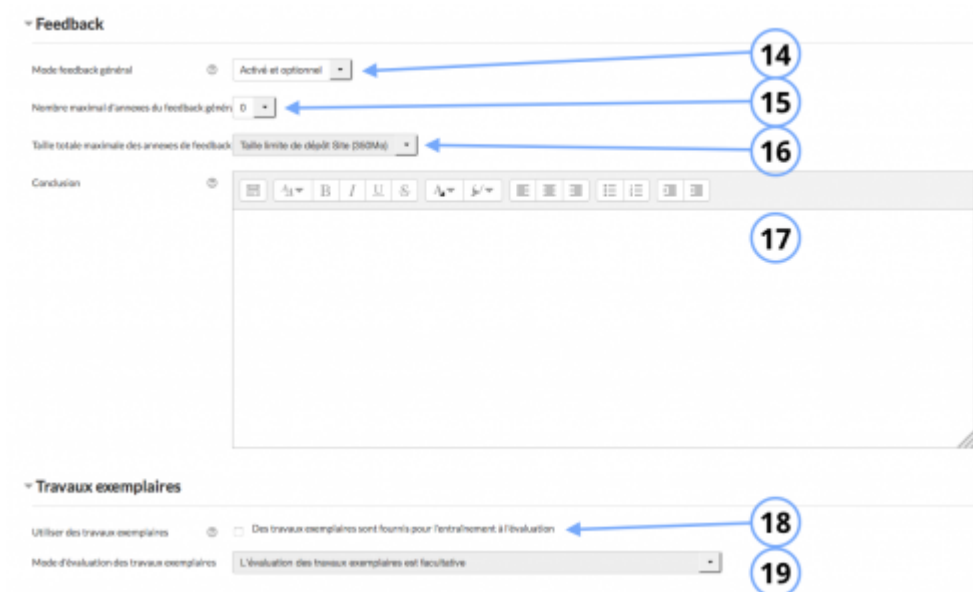 Feedback
14
Mode feedback général Activé et optionnel
15
Nombre maximal d'annexes du feedback génér 0
Taille totale maximale des annexes de feedback Taille limite de dépôt Site (350Mo)
16
Conclusion
B I U S
17
Travaux exemplaires
18
Utiliser des travaux exemplaires Des travaux exemplaires sont fournis pour l'entraînement à l'évaluation
Mode d'évaluation des travaux exemplaires L'évaluation des travaux exemplaires est facultative
19